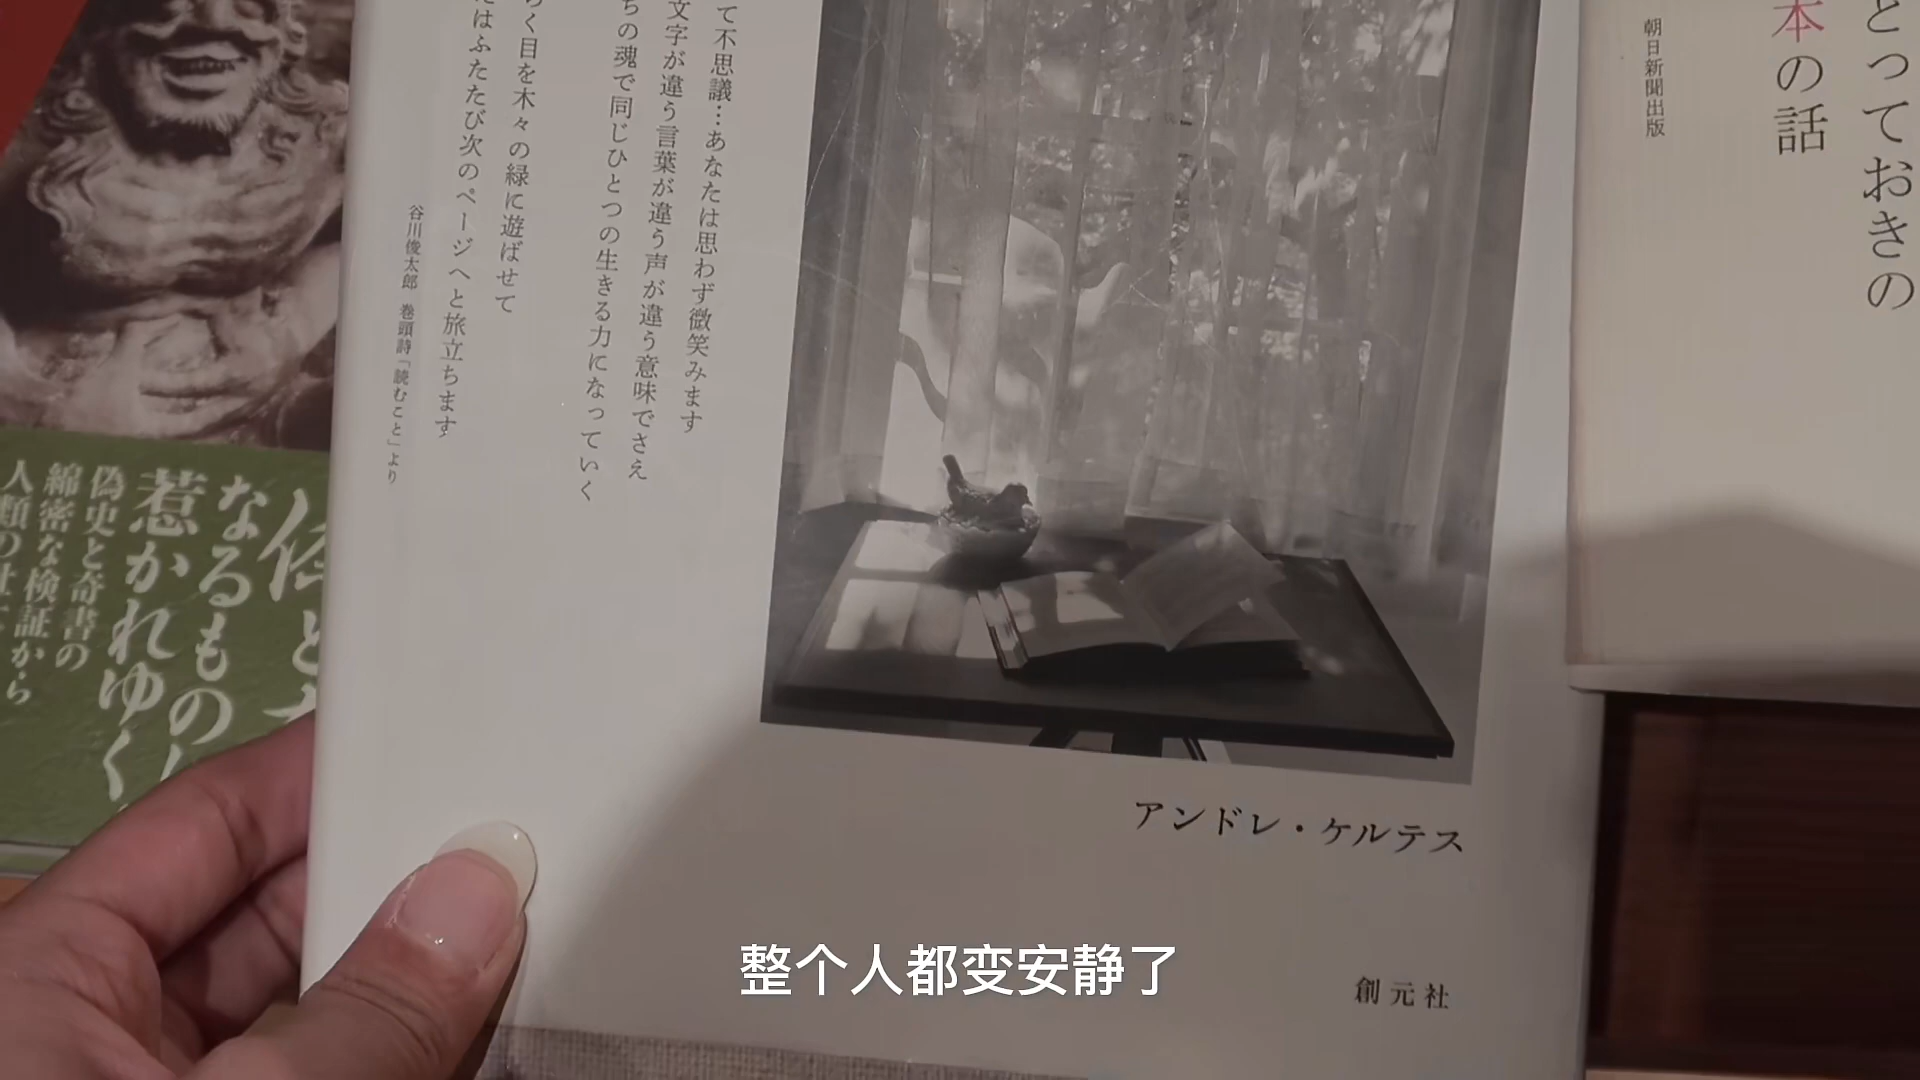 とっておきの
本の話
朝日新聞出版
て不思議…あなたは思わず微笑みます
文字が違う言葉が違う声が違う意味でさえ
ちの魂で同じひとつの生きる力になっていく
らく目を木々の緑に遊ばせて
はふたたび次のページへと旅立ちます
谷川俊太郎 巻頭詩「読むこと」より
アンドレ・ケルテス
創元社
なるもの
惹かれゆく
偽史と奇書の
綿密な検証から
人類の
整个人都变安静了